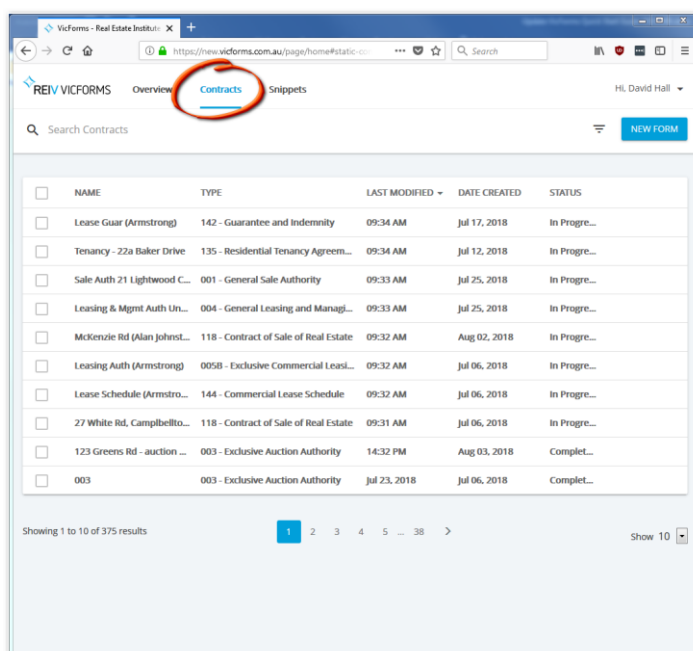 VicForms - Real Estate Institute
https://new.vicforms.com.au/page/home#static-co
Search
REIV VICFORMS Overview Contracts Snippets Hi, David Hall
Search Contracts NEW FORM
NAME TYPE LAST MODIFIED DATE CREATED STATUS
Lease Guar (Armstrong) 142 - Guarantee and Indemnity 09:34 AM Jul 17, 2018 In Progre...
Tenancy - 22a Baker Drive 135 - Residential Tenancy Agreem... 09:34 AM Jul 12, 2018 In Progre...
Sale Auth 21 Lightwood C... 001 - General Sale Authority 09:33 AM Jul 25, 2018 In Progre...
Leasing & Mgmt Auth Un... 004 - General Leasing and Managi... 09:33 AM Jul 25, 2018 In Progre...
McKenzie Rd (Alan Johnst... 118 - Contract of Sale of Real Estate 09:32 AM Aug 02, 2018 In Progre...
Leasing Auth (Armstrong) 005B - Exclusive Commercial Leasi... 09:32 AM Jul 06, 2018 In Progre...
Lease Schedule (Armstro... 144 - Commercial Lease Schedule 09:32 AM Jul 06, 2018 In Progre...
27 White Rd, Camplbellto... 118 - Contract of Sale of Real Estate 09:31 AM Jul 06, 2018 In Progre...
123 Greens Rd - auction ... 003 - Exclusive Auction Authority 14:32 PM Aug 03, 2018 Complet...
003 003 - Exclusive Auction Authority Jul 23, 2018 Jul 06, 2018 Complet...
Showing 1 to 10 of 375 results 1 2 3 4 5 ... 38 > Show 10